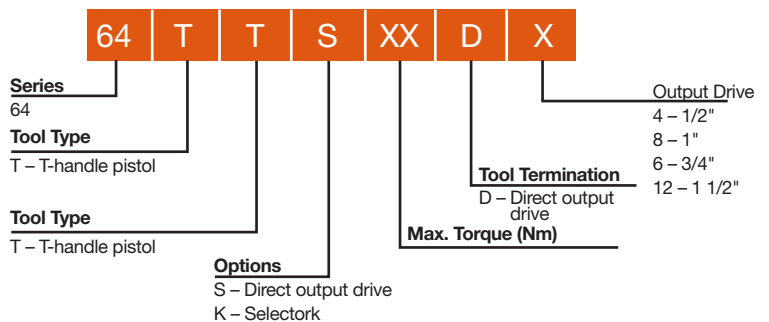 64 T T S XX D X
Series
64
Tool Type
T – T-handle pistol
Tool Type
T – T-handle pistol
Options
S – Direct output drive
K – Selectork
Max. Torque (Nm)
Tool Termination
D – Direct output
drive
Output Drive
4 – 1/2"
8 – 1"
6 – 3/4"
12 – 1 1/2"